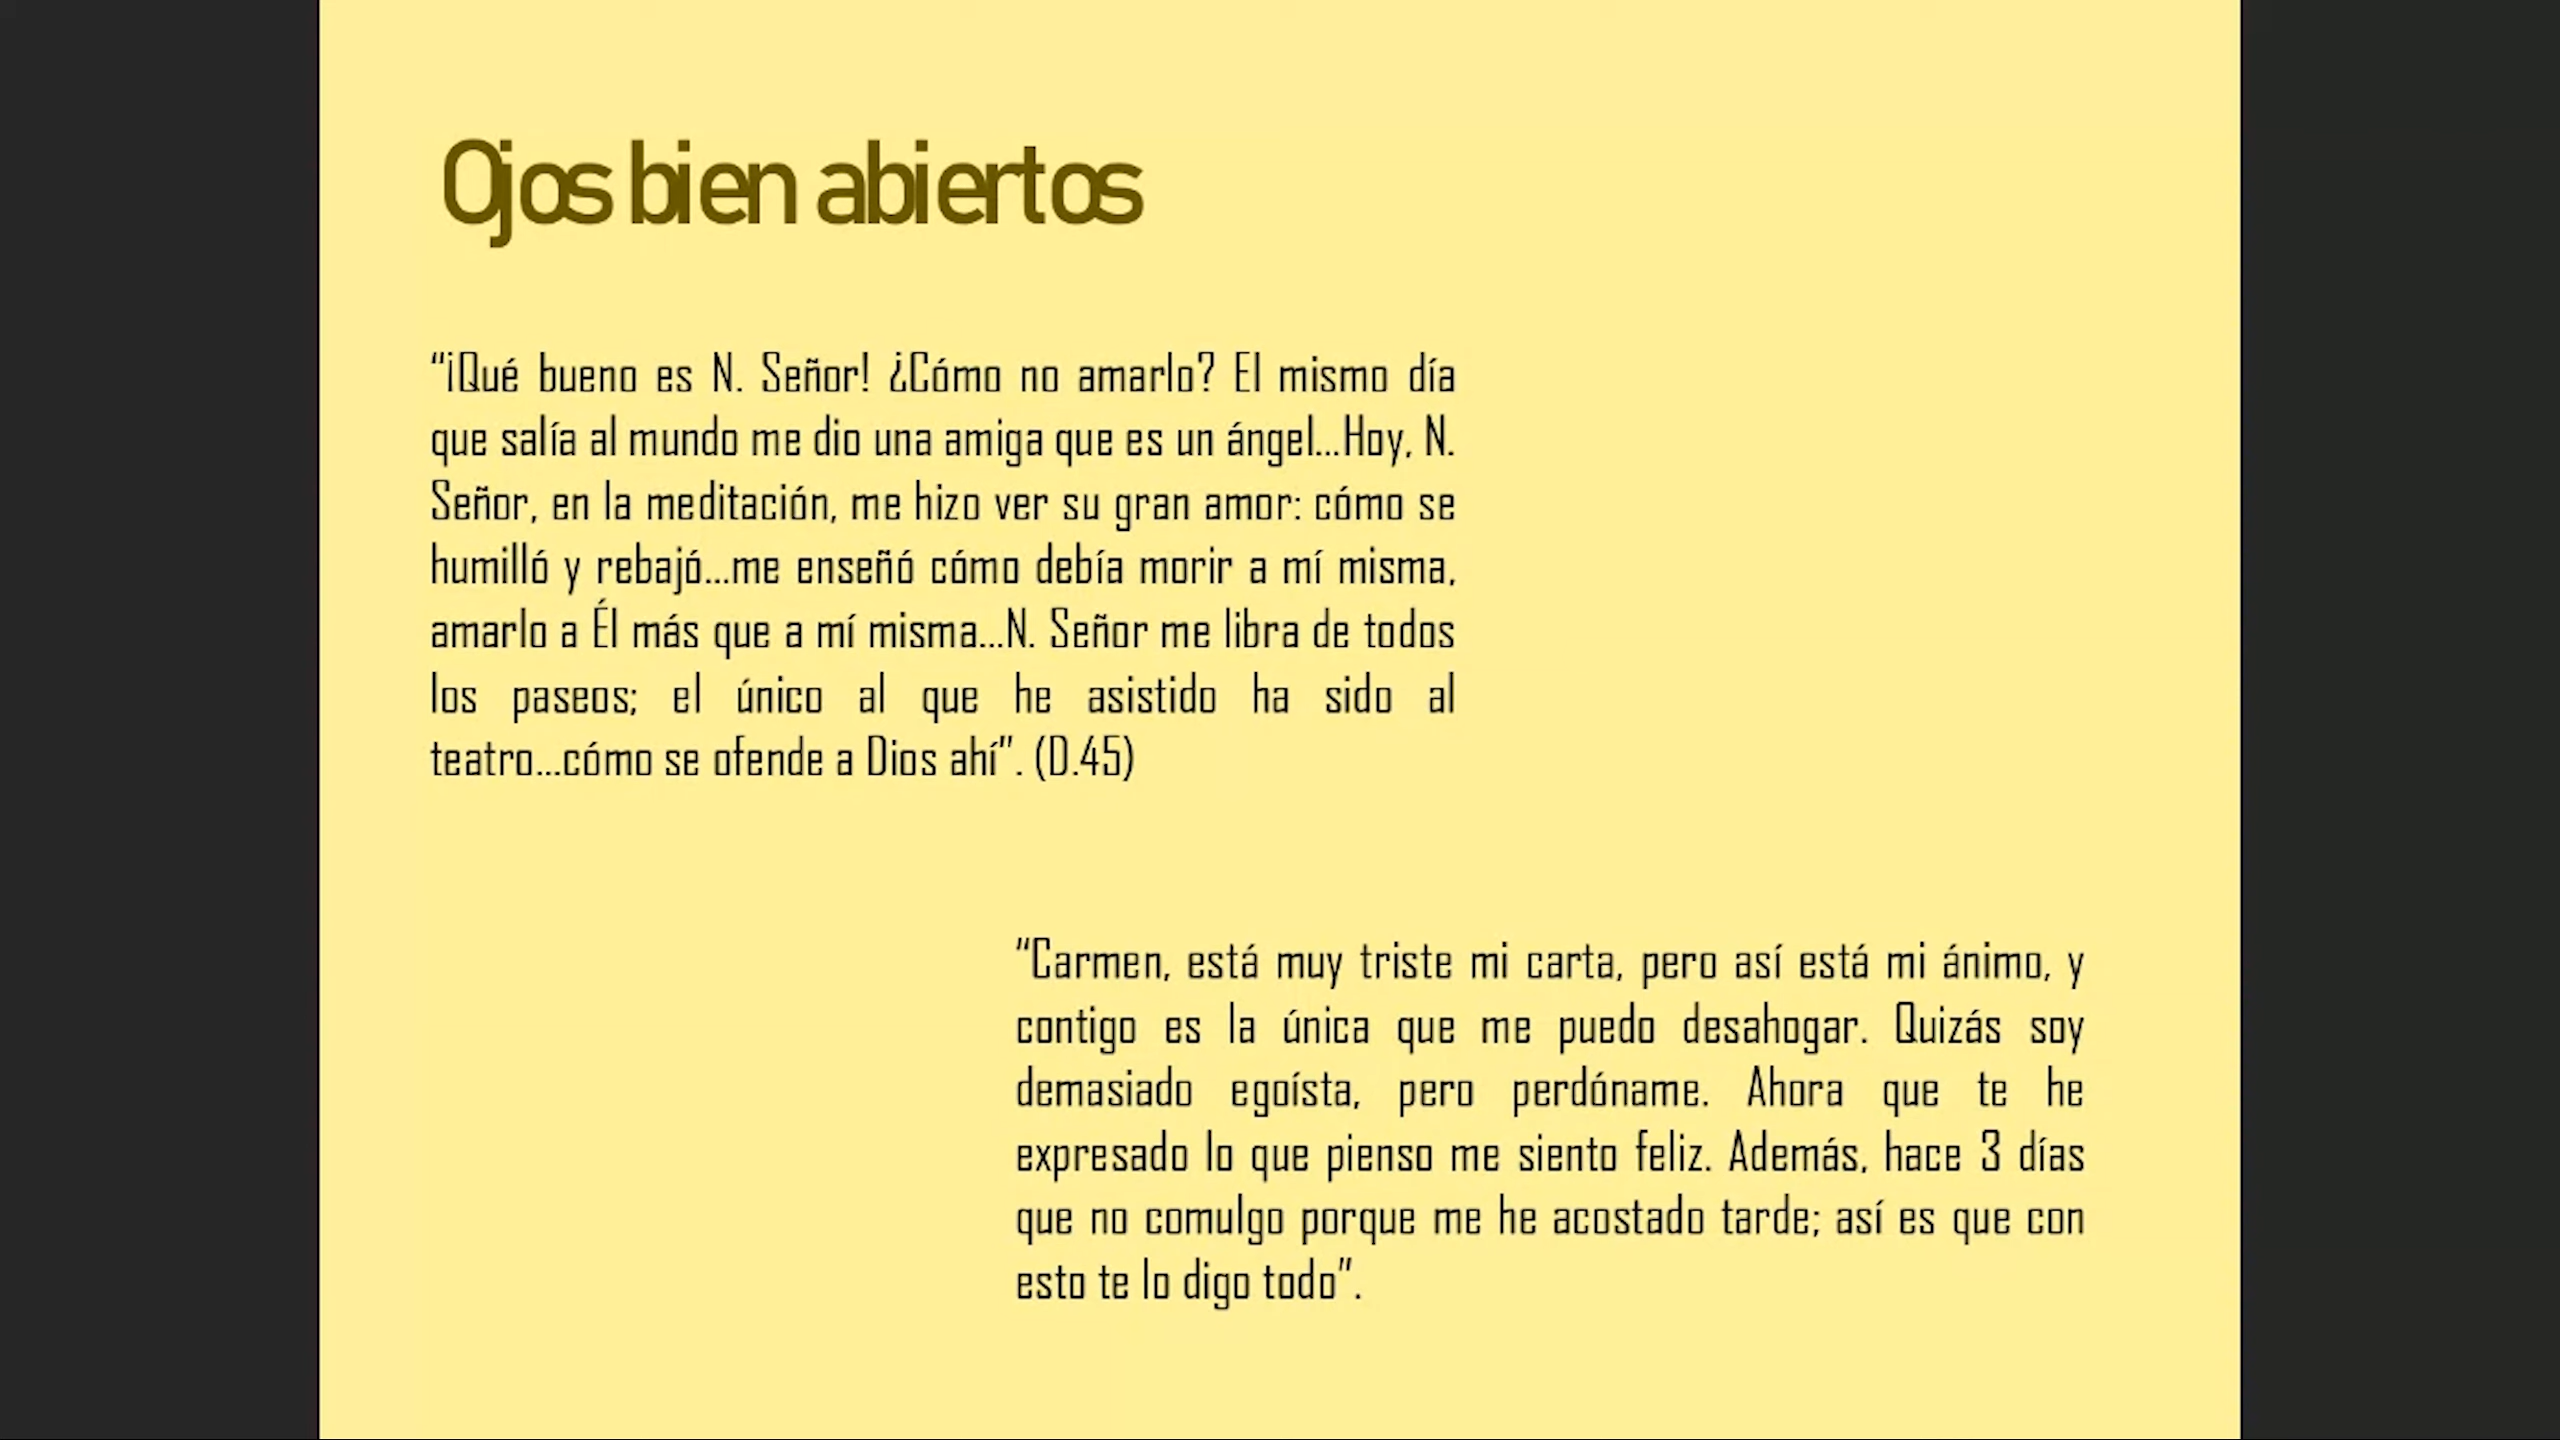 Ojos bien abiertos
“¡Qué bueno es N. Señor! ¿Cómo no amarlo? El mismo día
que salía al mundo me dio una amiga que es un ángel...Hoy, N.
Señor, en la meditación, me hizo ver su gran amor: cómo se
humilló y rebajó...me enseñó cómo debía morir a mí misma,
amarlo a Él más que a mí misma...N. Señor me libra de todos
los paseos; el único al que he asistido ha sido al
teatro...cómo se ofende a Dios ahí”. (D.45)
“Carmen, está muy triste mi carta, pero así está mi ánimo, y
contigo es la única que me puedo desahogar. Quizás soy
demasiado egoísta, pero perdóname. Ahora que te he
expresado lo que pienso me siento feliz. Además, hace 3 días
que no comulgo porque me he acostado tarde; así es que con
esto te lo digo todo”.